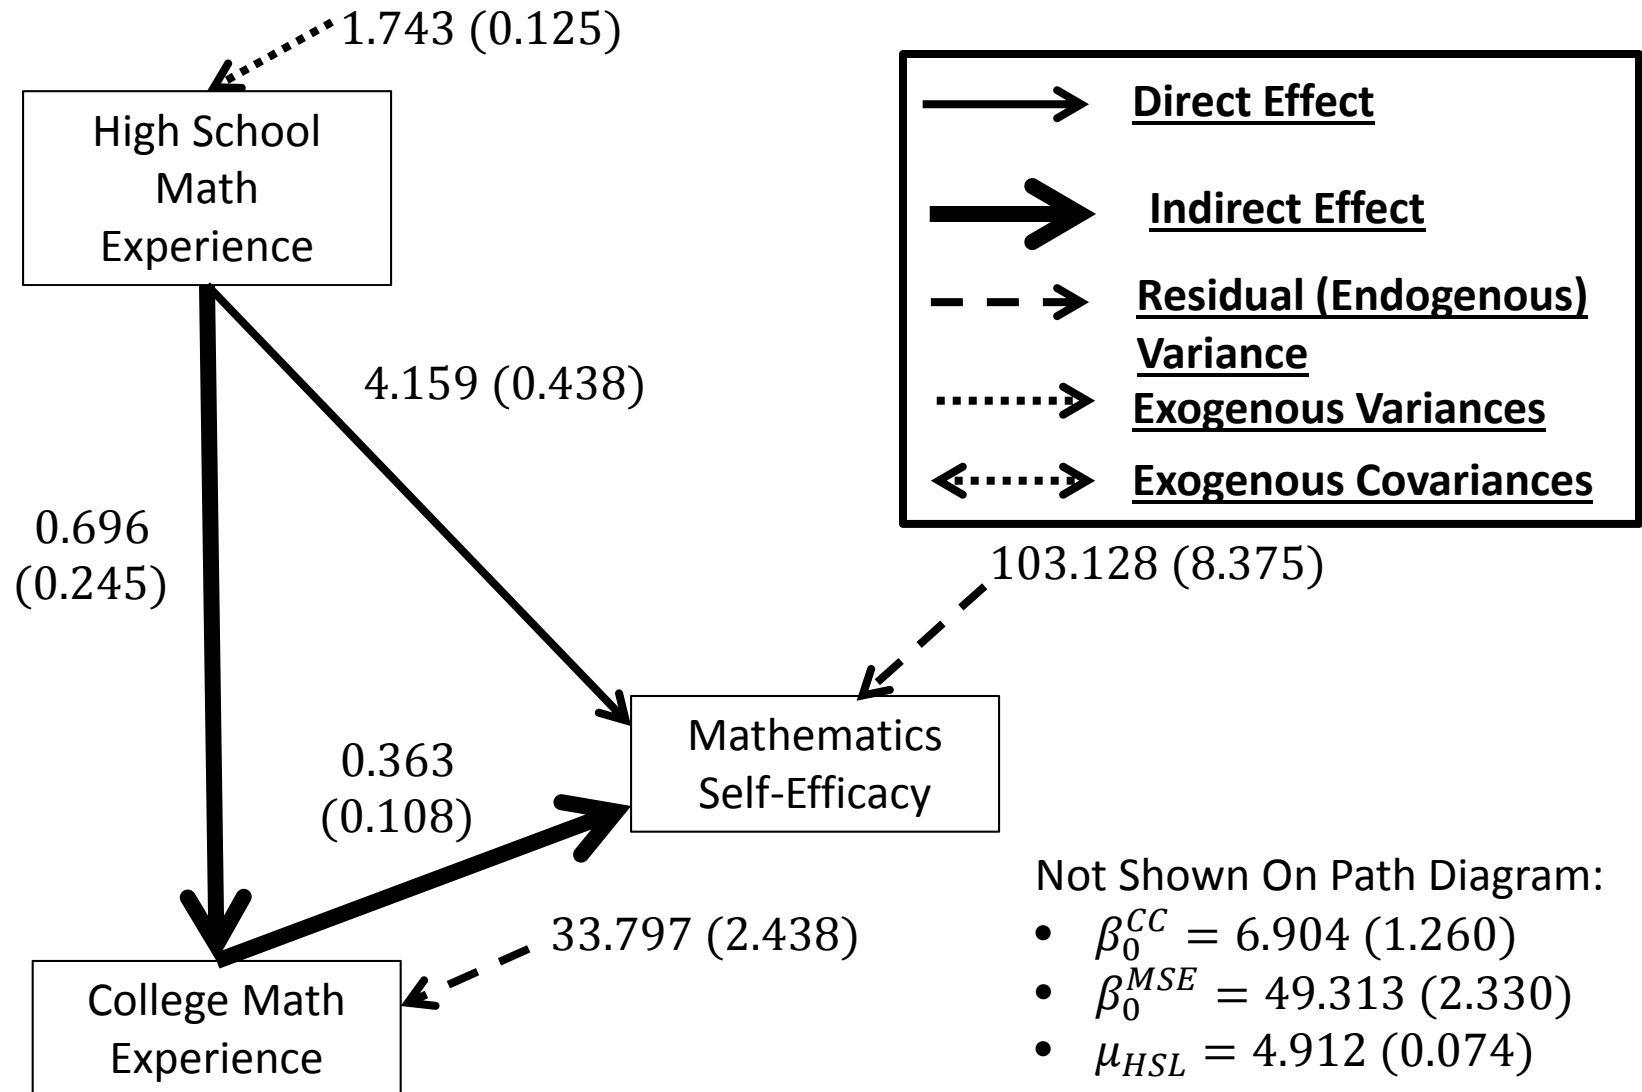 1.743 (0.125)
High School
Math
Experience
Direct Effect
Indirect Effect
Residual (Endogenous)
Variance
Exogenous Variances
Exogenous Covariances
4.159 (0.438)
0.696
(0.245)
103.128 (8.375)
Mathematics
Self-Efficacy
0.363
(0.108)
33.797 (2.438)
College Math
Experience
Not Shown On Path Diagram:
• β₀^CC = 6.904 (1.260)
• β₀^MSE = 49.313 (2.330)
• μ_HSL = 4.912 (0.074)